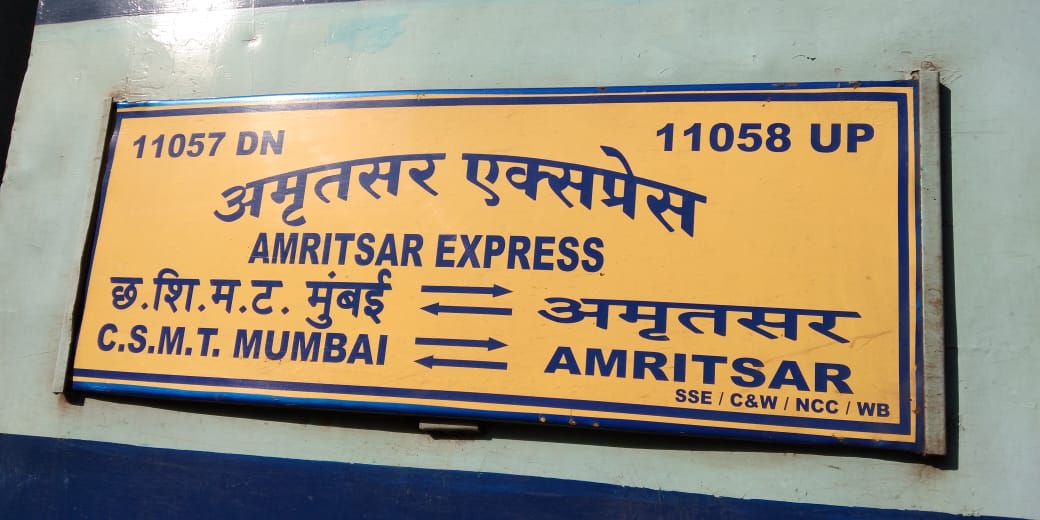 11057 DN 11058 UP
अमृतसर एक्सप्रेस
AMRITSAR EXPRESS
छ.शि.म.ट. मुंबई अमृतसर
C.S.M.T. MUMBAI AMRITSAR
SSE / C&W / NCC / WB